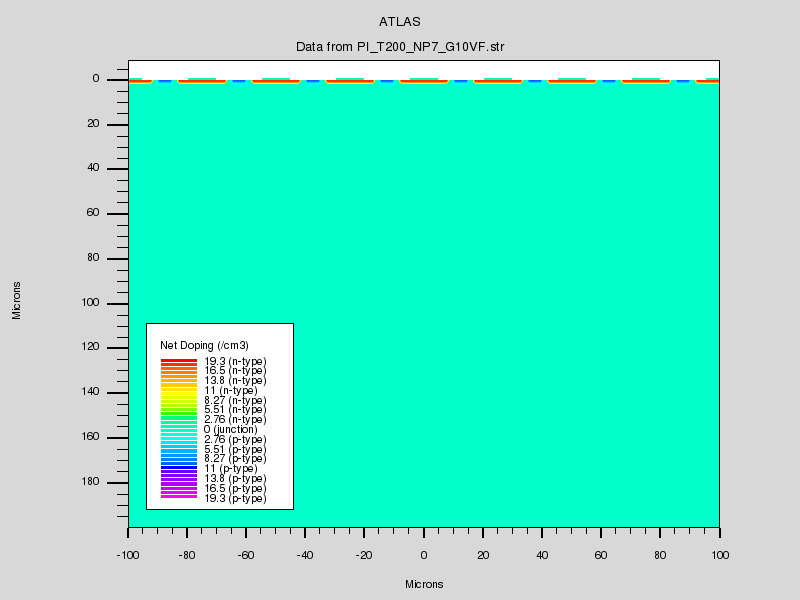 ATLAS
Data from PI_T200_NP7_G10VF.str
0
20
40
60
80
100
120
140
160
180
Microns
Net Doping (/cm3)
19.3 (n-type)
16.5 (n-type)
13.8 (n-type)
11 (n-type)
8.27 (n-type)
5.51 (n-type)
2.76 (n-type)
0 (junction)
2.76 (p-type)
5.51 (p-type)
8.27 (p-type)
11 (p-type)
13.8 (p-type)
16.5 (p-type)
19.3 (p-type)
-100 -80 -60 -40 -20 0 20 40 60 80 100
Microns